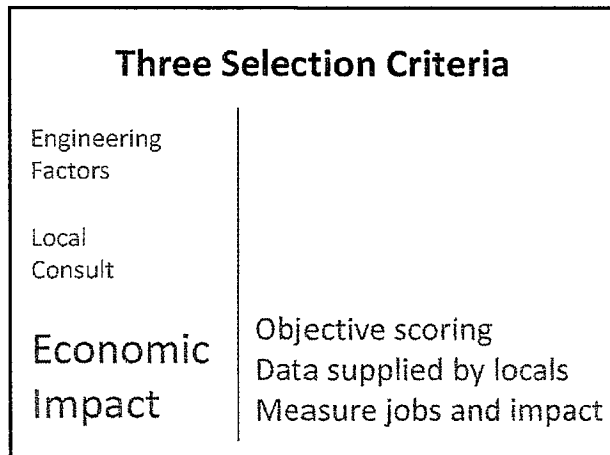 Three Selection Criteria
Engineering
Factors
Local
Consult
Economic
Impact
Objective scoring
Data supplied by locals
Measure jobs and impact